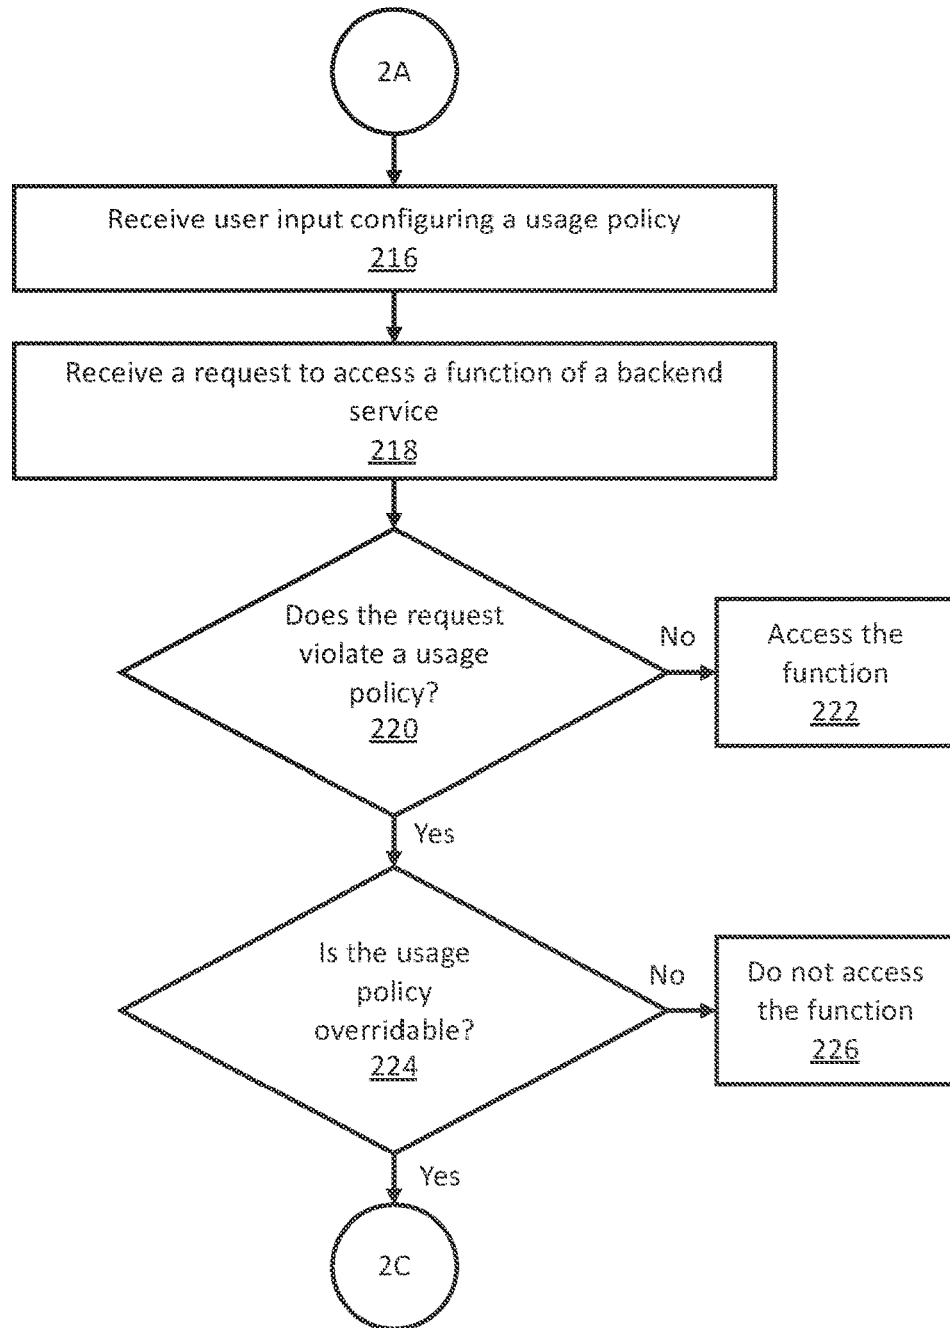 2A
Receive user input configuring a usage policy
216
Receive a request to access a function of a backend
service
218
Does the request
violate a usage
policy?
220
No
Access the
function
222
Yes
Is the usage
policy
overridable?
224
No
Do not access
the function
226
Yes
2C